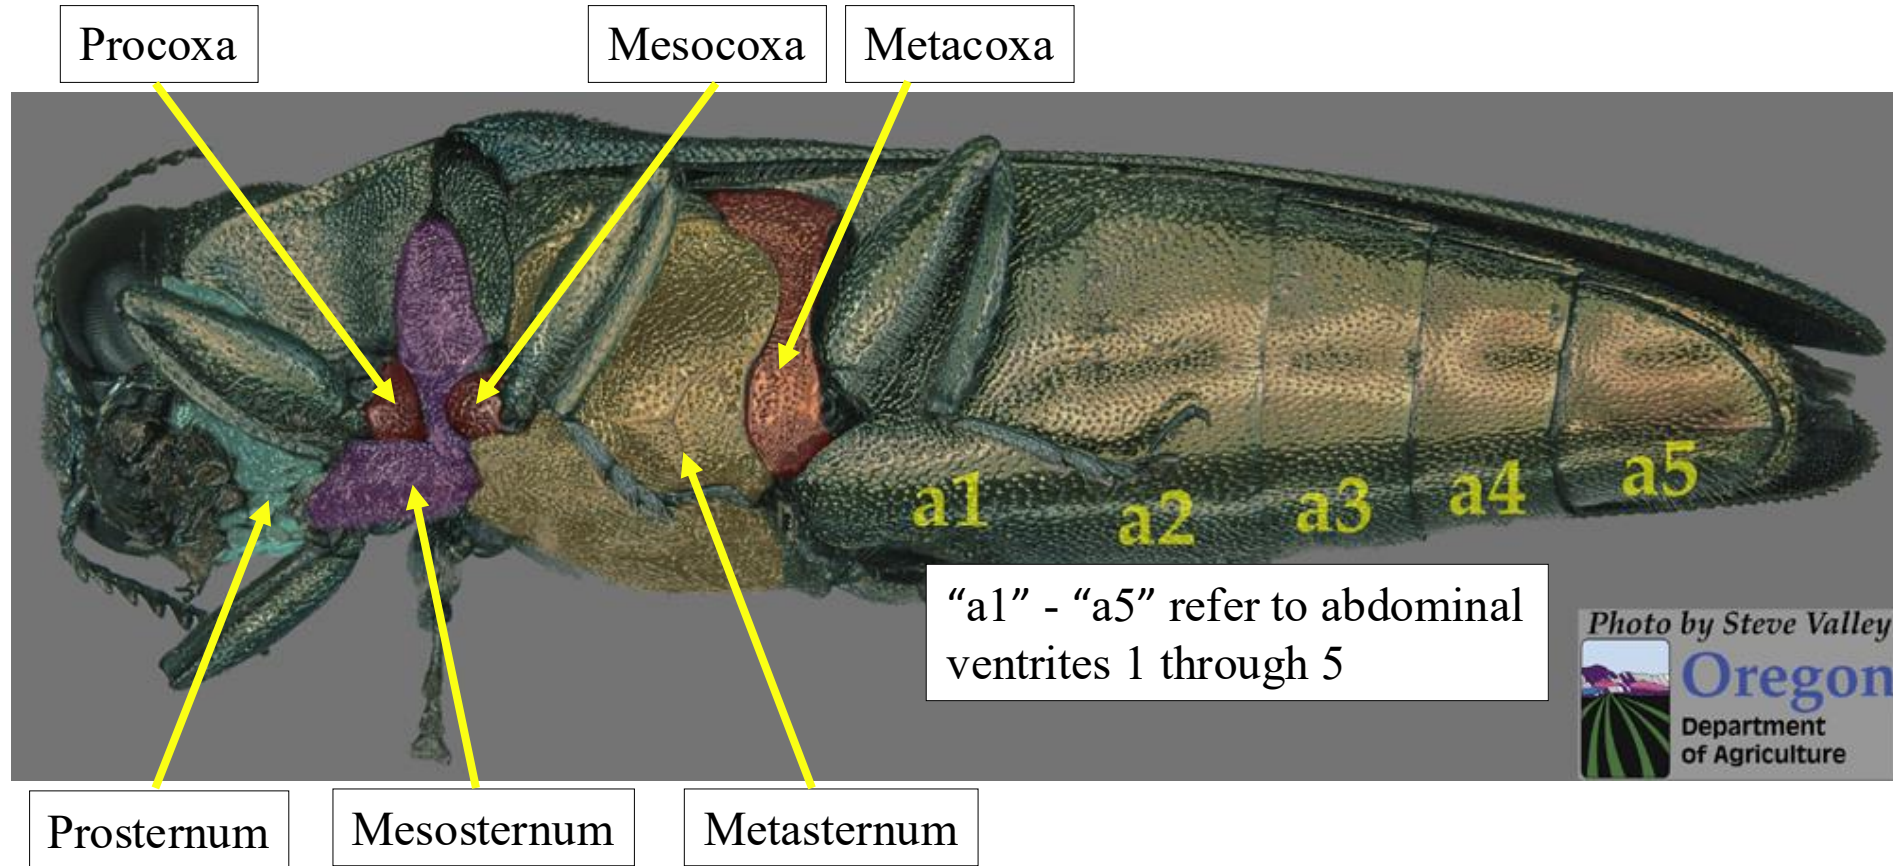 Procoxa
Mesocoxa
Metacoxa
a1
a2
a3
a4
a5
“a1” - “a5” refer to abdominal
ventrites 1 through 5
Photo by Steve Valley
Oregon
Department
of Agriculture
Prosternum
Mesosternum
Metasternum